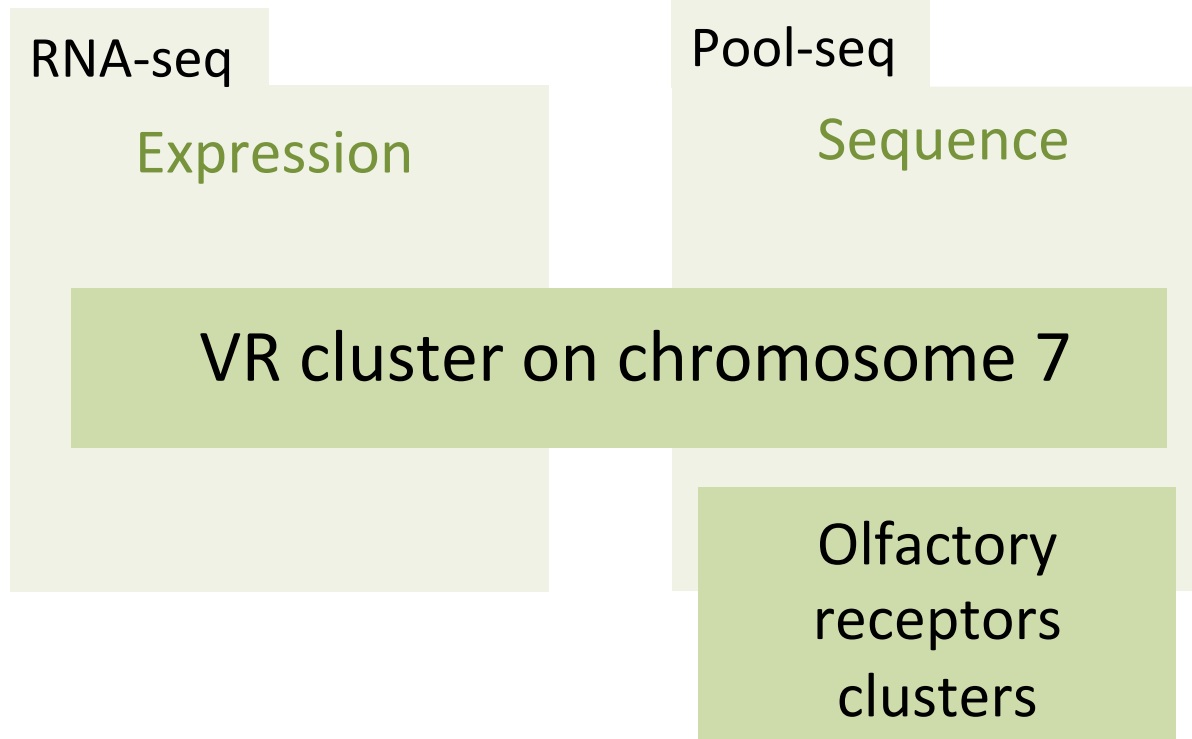 RNA-seq
Expression
Pool-seq
Sequence
VR cluster on chromosome 7
Olfactory
receptors
clusters